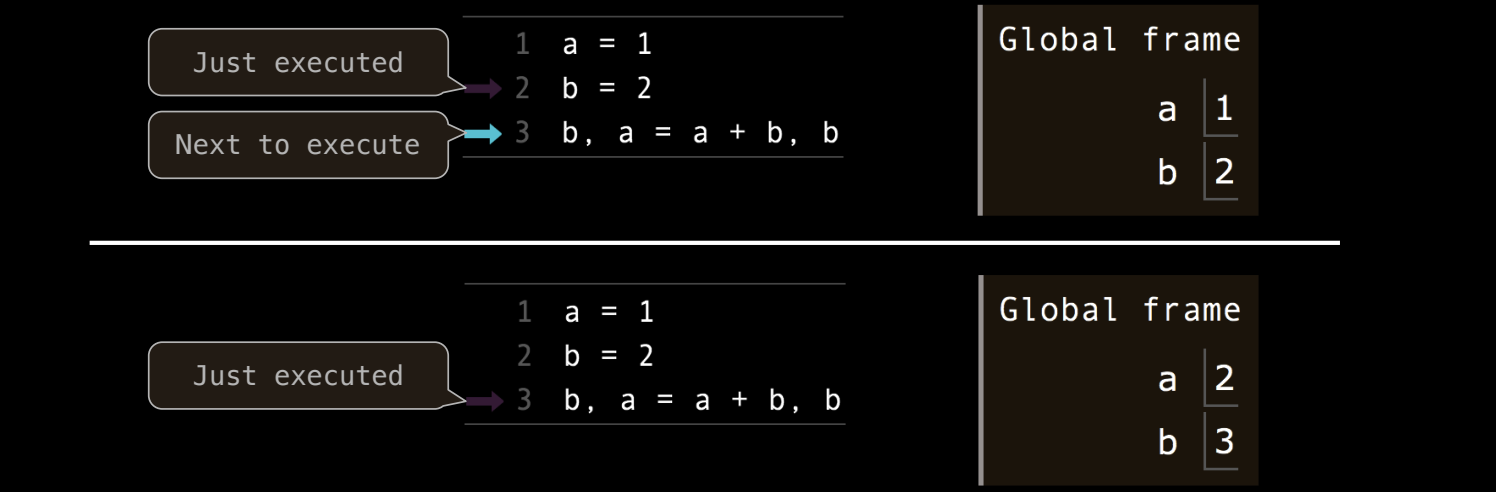 Just executed
Next to execute
1 a = 1
2 b = 2
3 b, a = a + b, b
Global frame
a 1
b 2
Just executed
1 a = 1
2 b = 2
3 b, a = a + b, b
Global frame
a 2
b 3